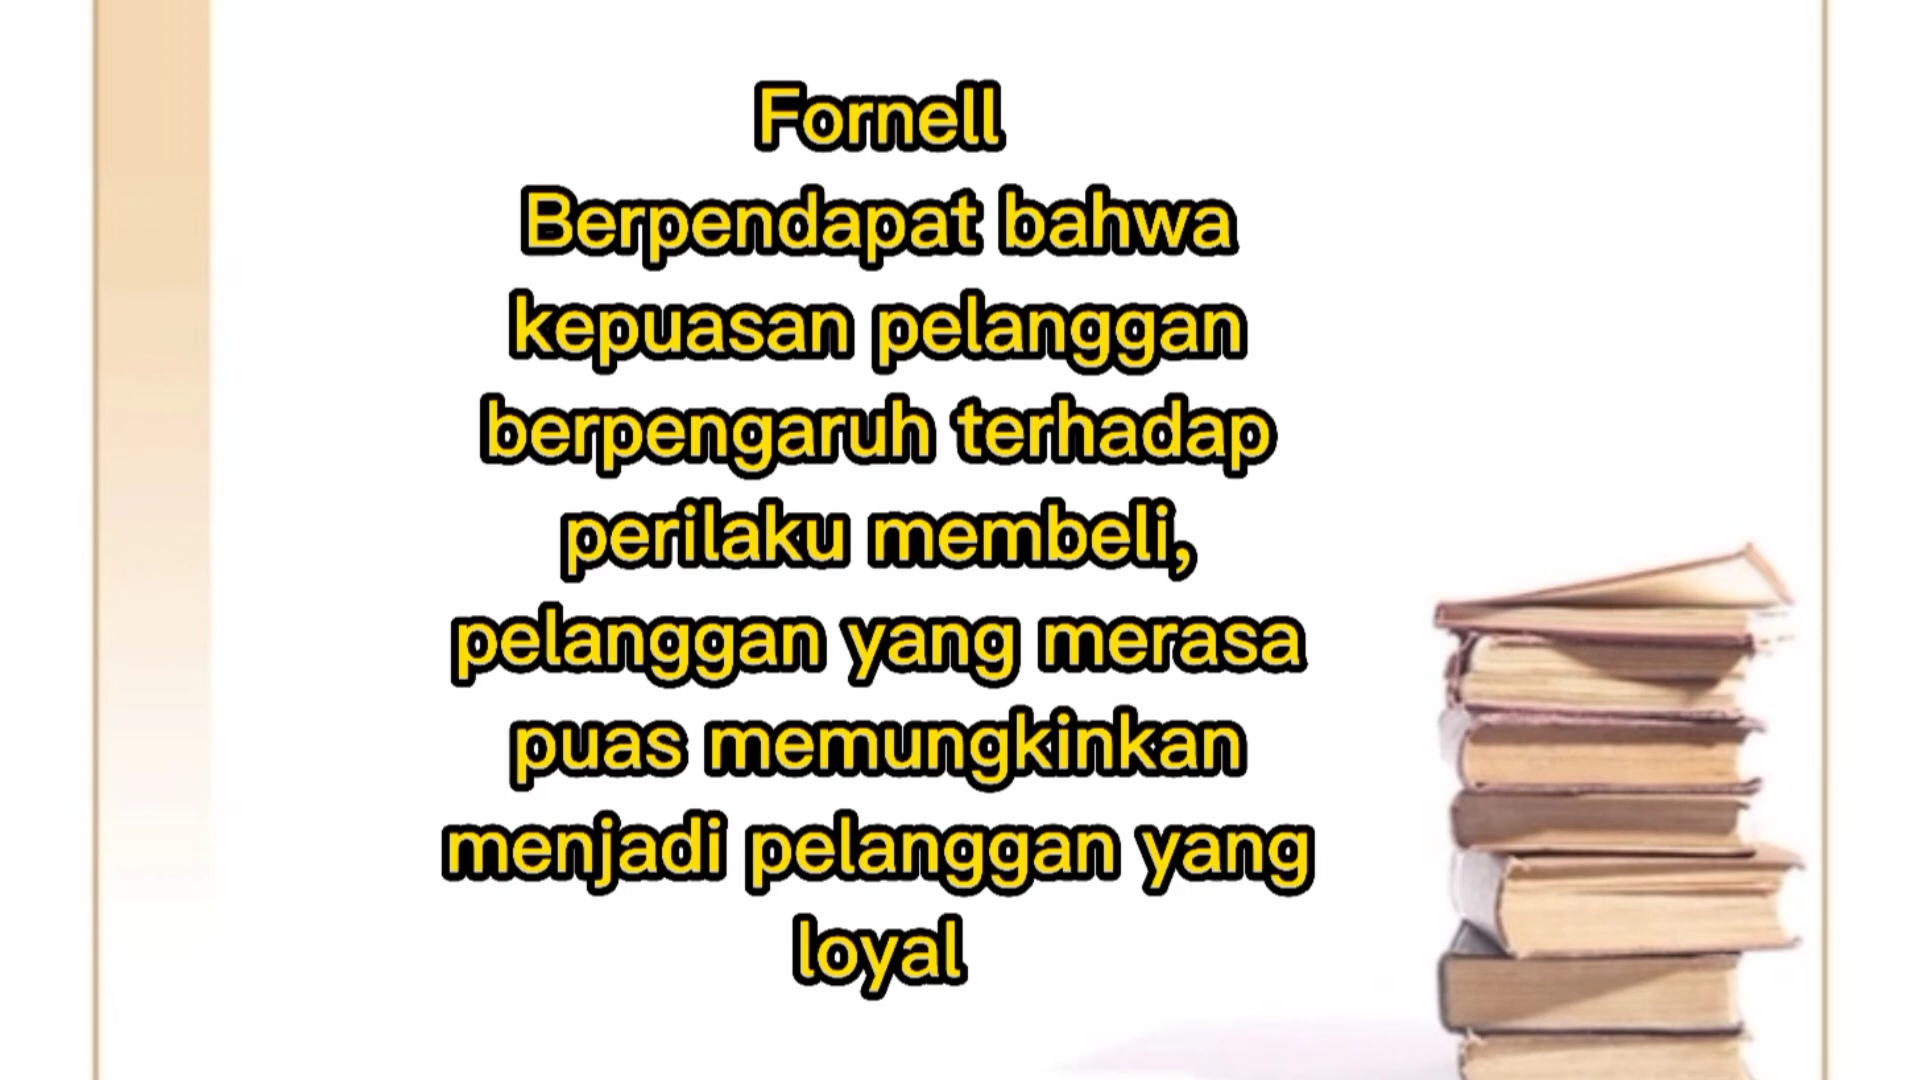 Fornell
Berpendapat bahwa
kepuasan pelanggan
berpengaruh terhadap
perilaku membeli,
pelanggan yang merasa
puas memungkinkan
menjadi pelanggan yang
loyal